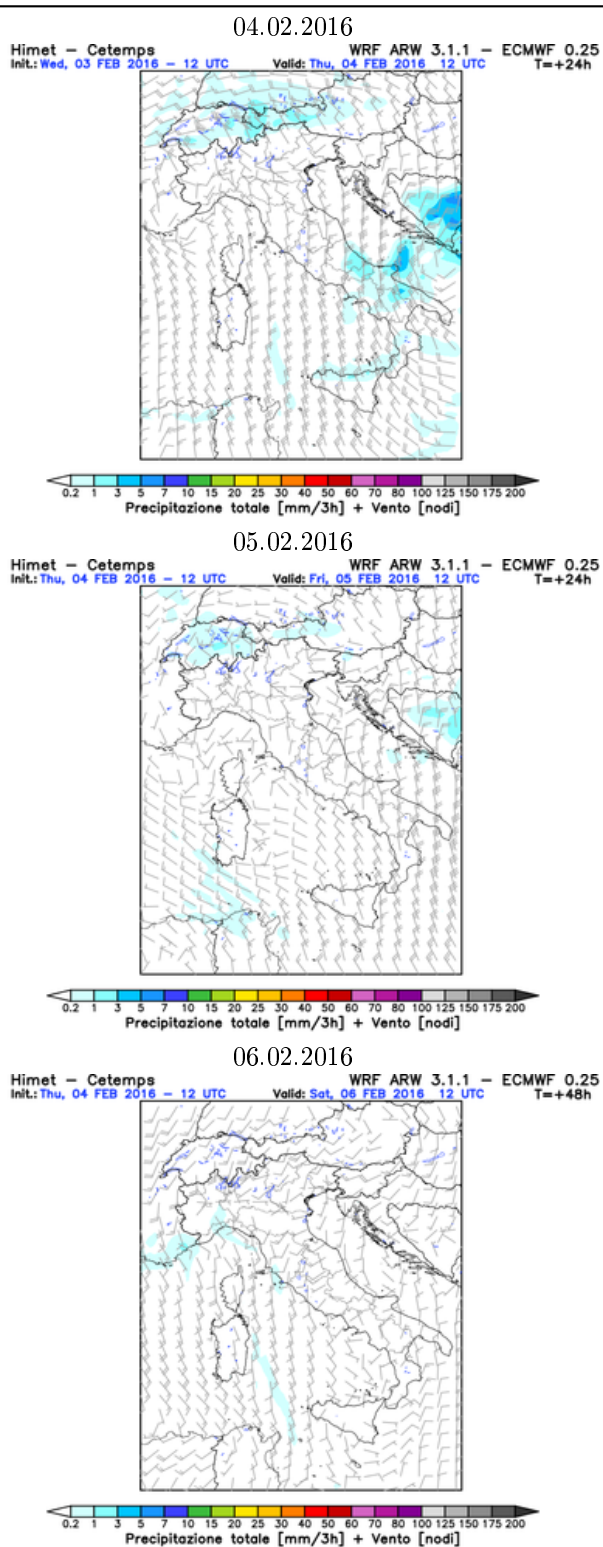 04.02.2016
Himet – Cetemps WRF ARW 3.1.1 – ECMWF 0.25
Init.: Wed, 03 FEB 2016 – 12 UTC Valid: Thu, 04 FEB 2016 12 UTC T=+24h
0.2 1 3 5 7 10 15 20 25 30 40 50 60 70 80 100 125 150 175 200
Precipitazione totale [mm/3h] + Vento [nodi]
05.02.2016
Himet – Cetemps WRF ARW 3.1.1 – ECMWF 0.25
Init.: Thu, 04 FEB 2016 – 12 UTC Valid: Fri, 05 FEB 2016 12 UTC T=+24h
0.2 1 3 5 7 10 15 20 25 30 40 50 60 70 80 100 125 150 175 200
Precipitazione totale [mm/3h] + Vento [nodi]
06.02.2016
Himet – Cetemps WRF ARW 3.1.1 – ECMWF 0.25
Init.: Thu, 04 FEB 2016 – 12 UTC Valid: Sat, 06 FEB 2016 12 UTC T=+48h
0.2 1 3 5 7 10 15 20 25 30 40 50 60 70 80 100 125 150 175 200
Precipitazione totale [mm/3h] + Vento [nodi]